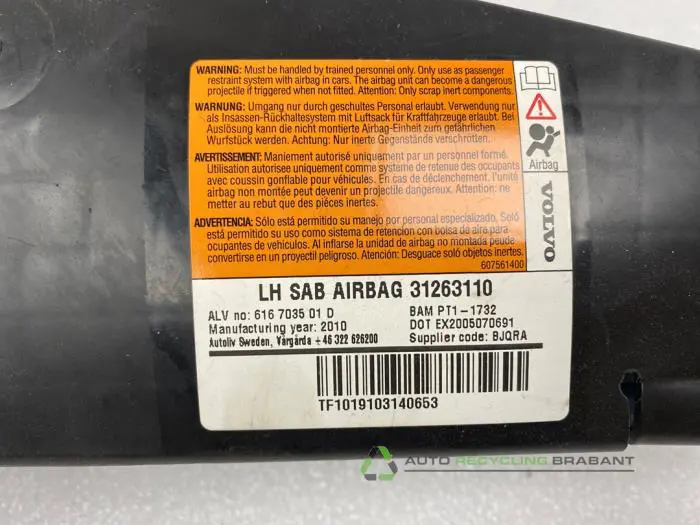 WARNING: Must be handled by trained personnel only. Only use as passenger
restraint system with airbag in cars. The airbag unit can become a dangerous
projectile if triggered when not fitted. Attention: Only scrap inert components.
WARNUNG: Umgang nur durch geschultes Personal erlaubt. Verwendung nur
als Insassen-Rückhaltesystem mit Luftsack für Kraftfahrzeuge erlaubt. Bei
Auslösung kann die nicht montierte Airbag-Einheit zum gefährlichen
Wurfstück werden. Achtung: Nur inerte Gegenstände verschrotten.
AVERTISSEMENT: Maniement autorisé uniquement par un personnel formé.
Utilisation autorisée uniquement comme système de retenue des occupants
avec coussin gonflable pour véhicules. En cas de déclenchement, l'unité
airbag non montée peut devenir un projectile dangereux. Attention: ne
mettre au rebut que des pièces inertes.
ADVERTENCIA: Sólo está permitido su manejo por personal especializado. Sólo
está permitido su uso como sistema de retención con bolsa de aire para
ocupantes de vehículos. Al inflarse la unidad de airbag no montada puede
convertirse en un proyectil peligroso. Atención: Desguace solo objetos inertes.
607561400
Airbag
VOLVO
LH SAB AIRBAG 31263110
ALV no: 616 7035 01 D
Manufacturing year: 2010
Autoliv Sweden, Vårgårda +46 322 626200
BAM PT1-1732
DOT EX2005070691
Supplier code: BJQRA
TF1019103140653
AUTO RECYCLING BRABANT